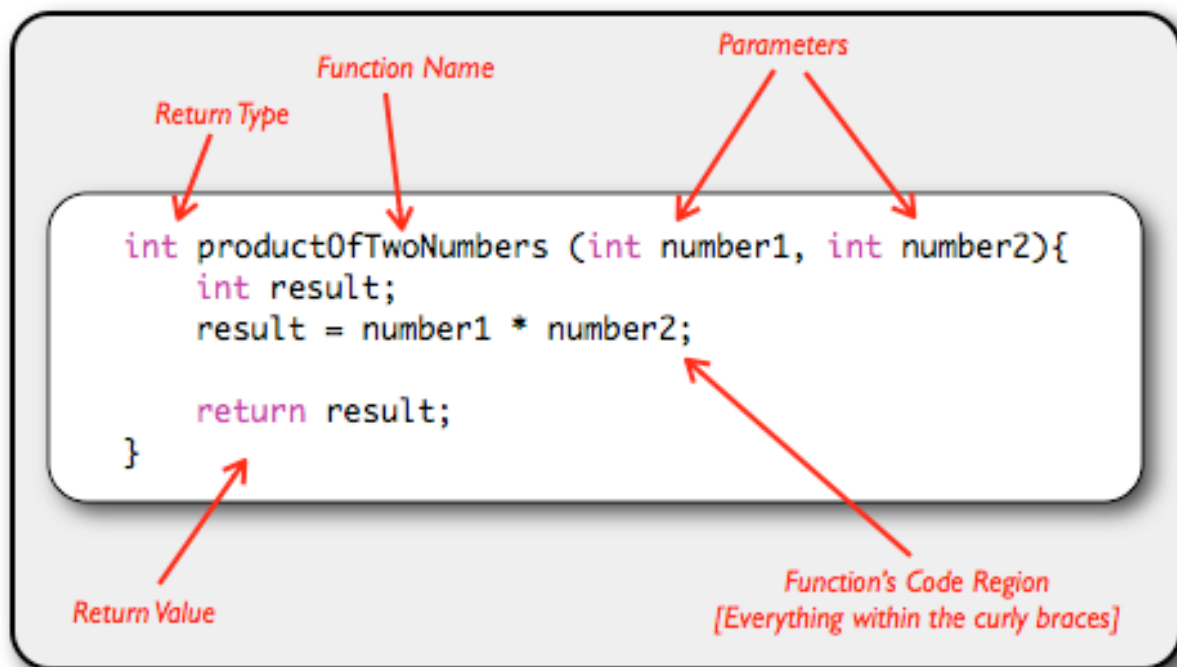 Parameters
Function Name
Return Type
int productOfTwoNumbers (int number1, int number2){
int result;
result = number1 * number2;
return result;
}
Function's Code Region
[Everything within the curly braces]
Return Value